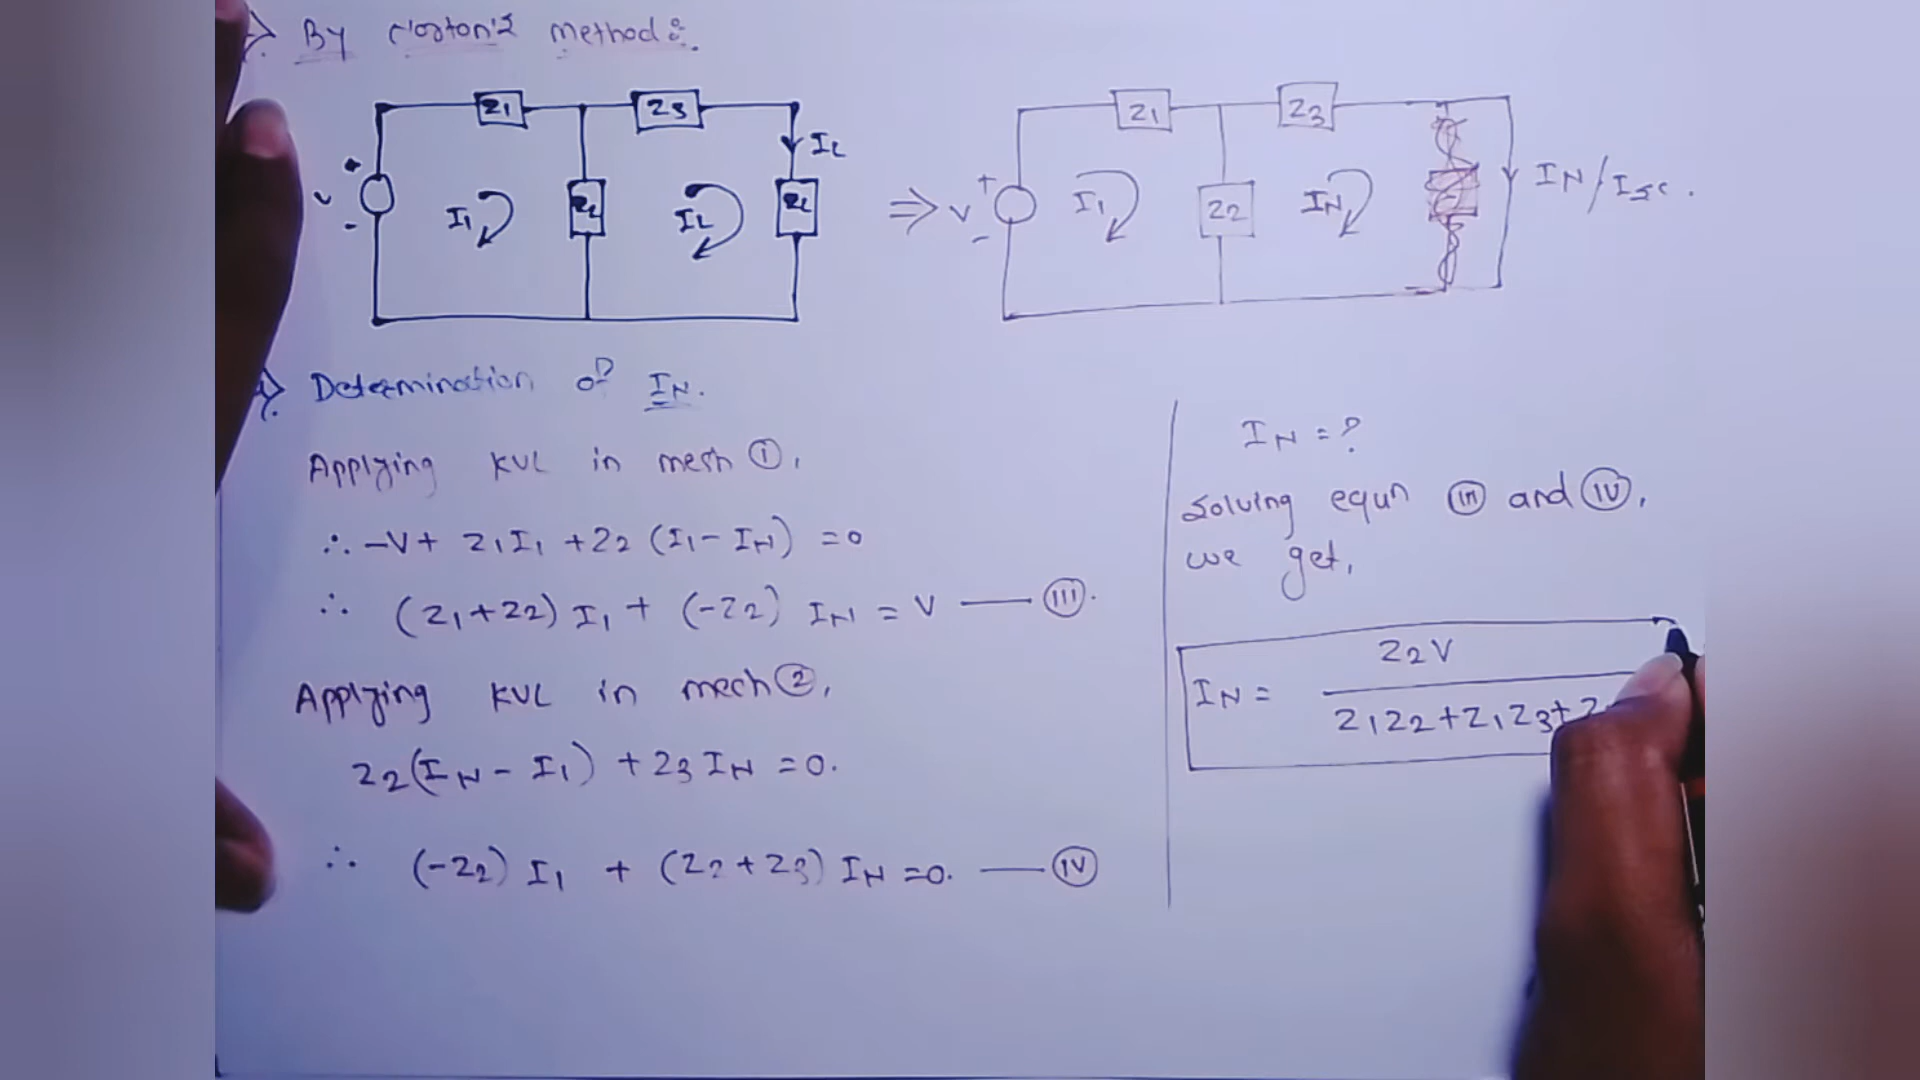 By Norton's method:
Z1 Z3
IL
+
V
-
I1 Z2 IL ZL
⇒
Z1 Z3
+
V
-
I1 Z2 IN IN/Isc.
Determination of IN.
Applying KVL in mesh ①,
∴ -V + Z1I1 + Z2 (I1 - IN) = 0
∴ (Z1+Z2) I1 + (-Z2) IN = V — (III).
Applying KVL in mech ②,
Z2(IN - I1) + Z3 IN = 0.
∴ (-Z2) I1 + (Z2+Z3) IN = 0. — (IV)
IN = ?
Solving equn (III) and (IV),
we get,
Z2V
IN =
Z1Z2+Z1Z3+